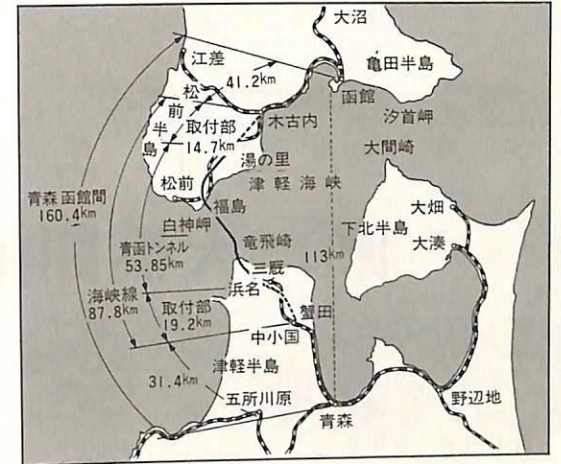 大沼
江差
亀田半島
41.2km
函館
松前半島
取付部
14.7km
木古内
汐首岬
大間崎
湯の里
津軽海峡
松前
福島
白神岬
青森函館間
160.4km
大畑
下北半島
大湊
竜飛崎
青函トンネル
53.85km
113km
三厩
浜名
海峡線
87.8km
取付部
19.2km
蟹田
中小国
津軽半島
31.4km
五所川原
青森
野辺地